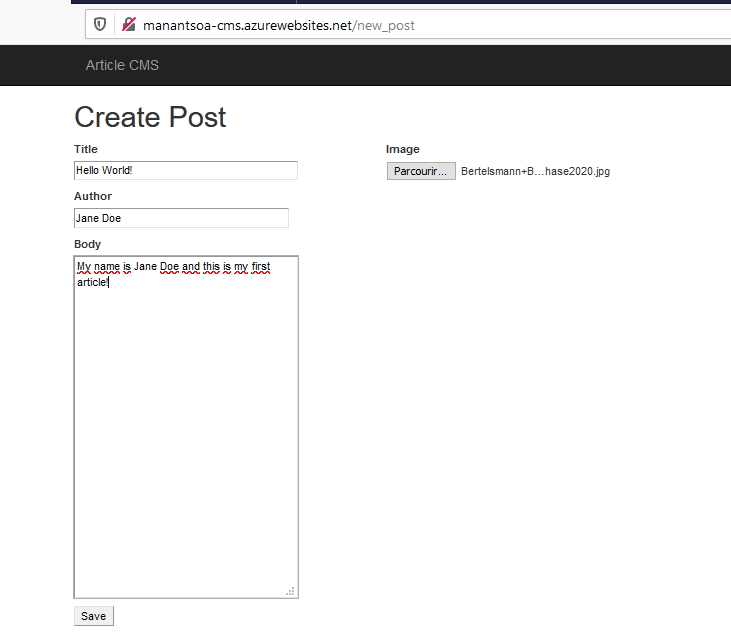 manantsoa-cms.azurewebsites.net/new_post
Article CMS
Create Post
Title
Hello World!
Author
Jane Doe
Body
My name is Jane Doe and this is my first
article!
Save
Image
Parcourir... Bertelsmann+B...hase2020.jpg